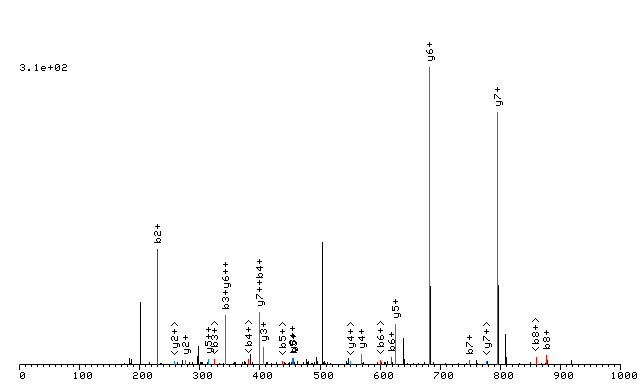 3.1e+02
y6+
y7+
b2+
b3+y6++
y7++b4+
y5+
y3+
<y2+>
y2+
y5++
<b3+>
<b4+>
<b5+>
<y4+>
y4+
<b6+>
b6+
b7+
<y7+>
<b8+>
b8+
0 100 200 300 400 500 600 700 800 900 1000